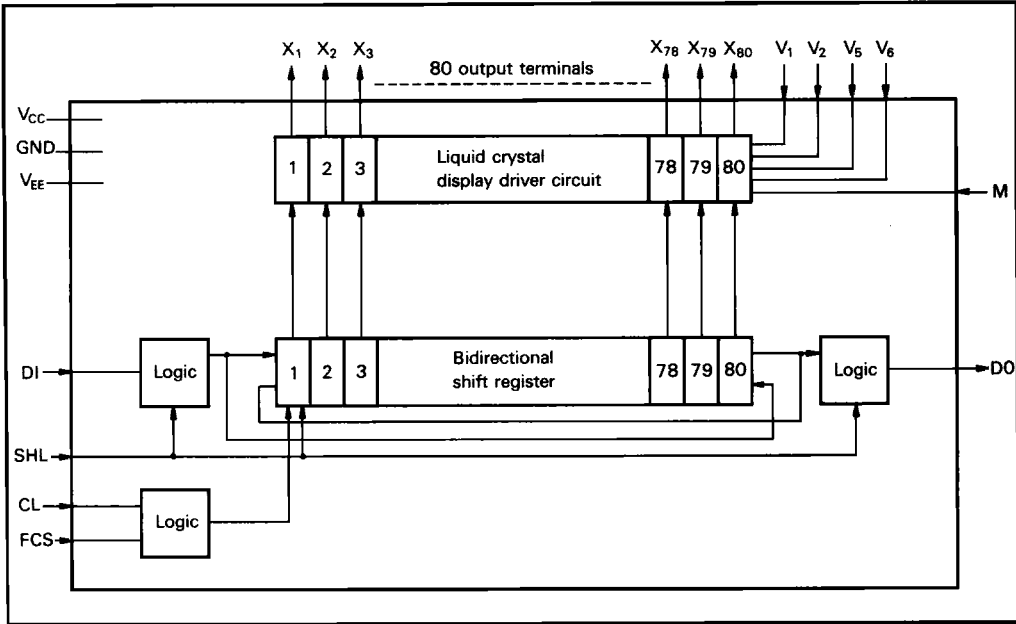 X1 X2 X3 80 output terminals X78 X79 X80 V1 V2 V5 V6
VCC
GND
VEE
1 2 3 Liquid crystal display driver circuit 78 79 80
M
DI
Logic
1 2 3 Bidirectional shift register 78 79 80
Logic
DO
SHL
CL
FCS
Logic